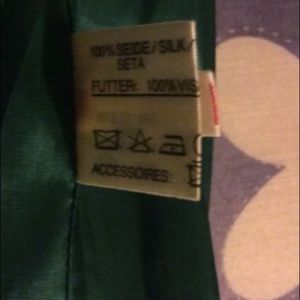 100% SEIDE/SILK/
SETA
FUTTER: 100% VIS
ACCESSOIRES: